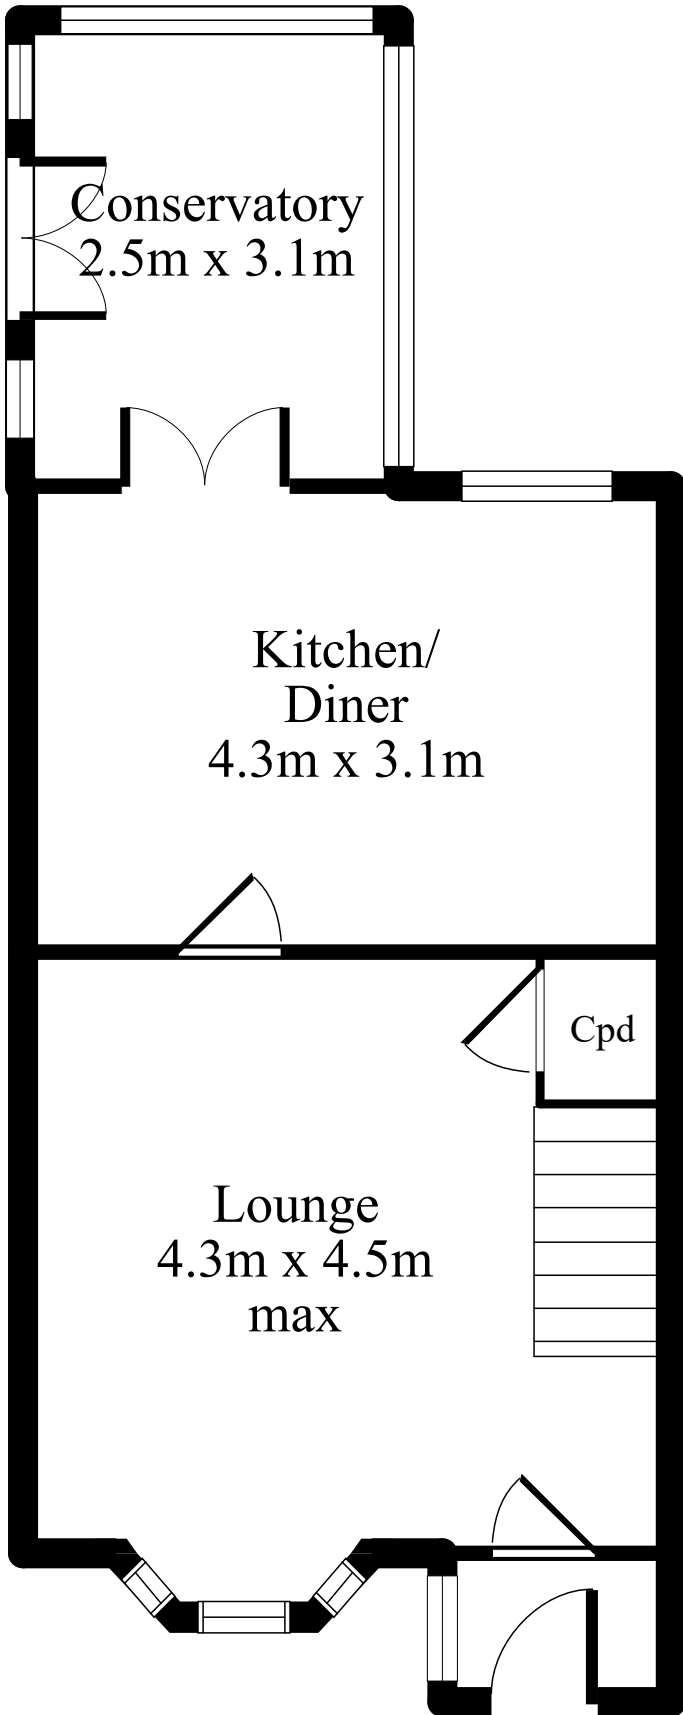 Conservatory
2.5m x 3.1m
Kitchen/
Diner
4.3m x 3.1m
Cpd
Lounge
4.3m x 4.5m
max